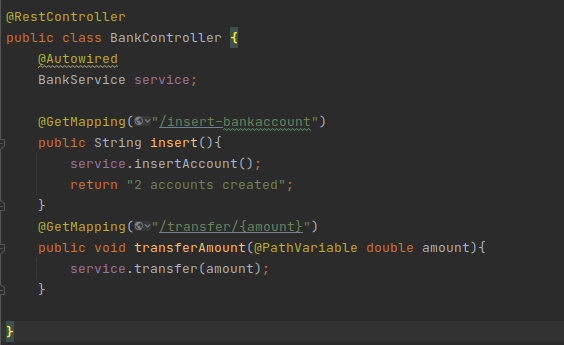 @RestController
public class BankController {
@Autowired
BankService service;
@GetMapping("/insert-bankaccount")
public String insert(){
service.insertAccount();
return "2 accounts created";
}
@GetMapping("/transfer/{amount}")
public void transferAmount(@PathVariable double amount){
service.transfer(amount);
}
}